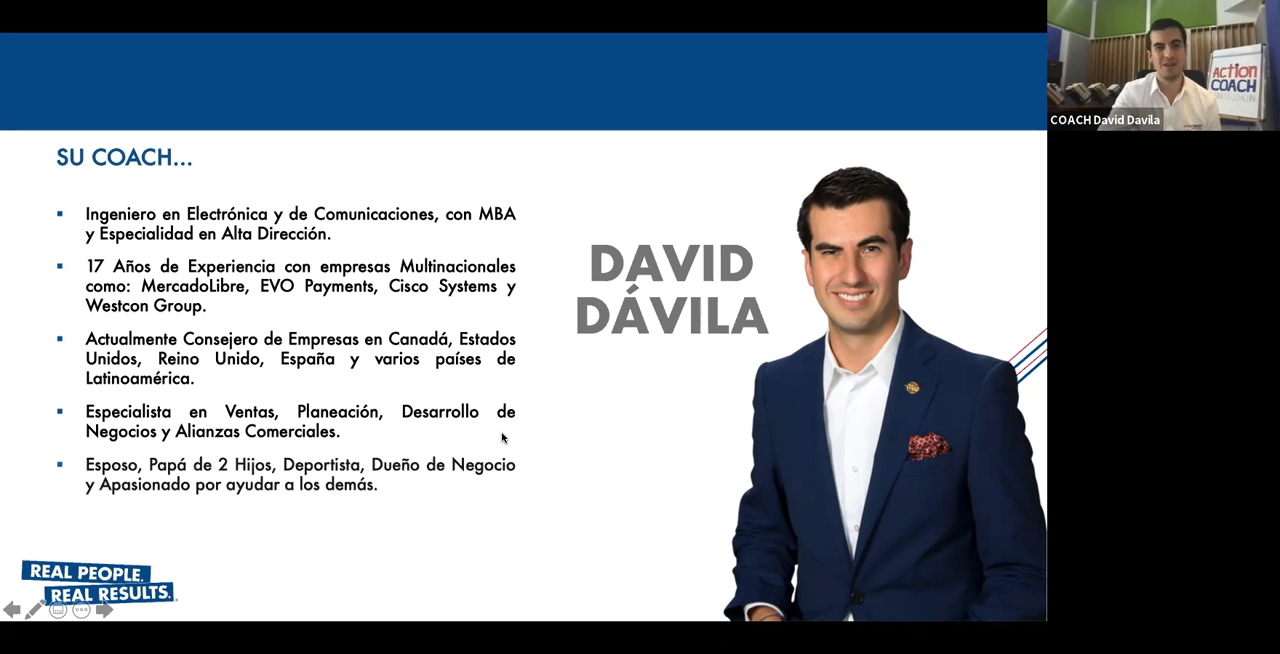 SU COACH...
Ingeniero en Electrónica y de Comunicaciones, con MBA
y Especialidad en Alta Dirección.
17 Años de Experiencia con empresas Multinacionales
como: MercadoLibre, EVO Payments, Cisco Systems y
Westcon Group.
Actualmente Consejero de Empresas en Canadá, Estados
Unidos, Reino Unido, España y varios países de
Latinoamérica.
Especialista en Ventas, Planeación, Desarrollo de
Negocios y Alianzas Comerciales.
Esposo, Papá de 2 Hijos, Deportista, Dueño de Negocio
y Apasionado por ayudar a los demás.
DAVID
DÁVILA
REAL PEOPLE.
REAL RESULTS.
ACTION
COACH
COACH David Davila